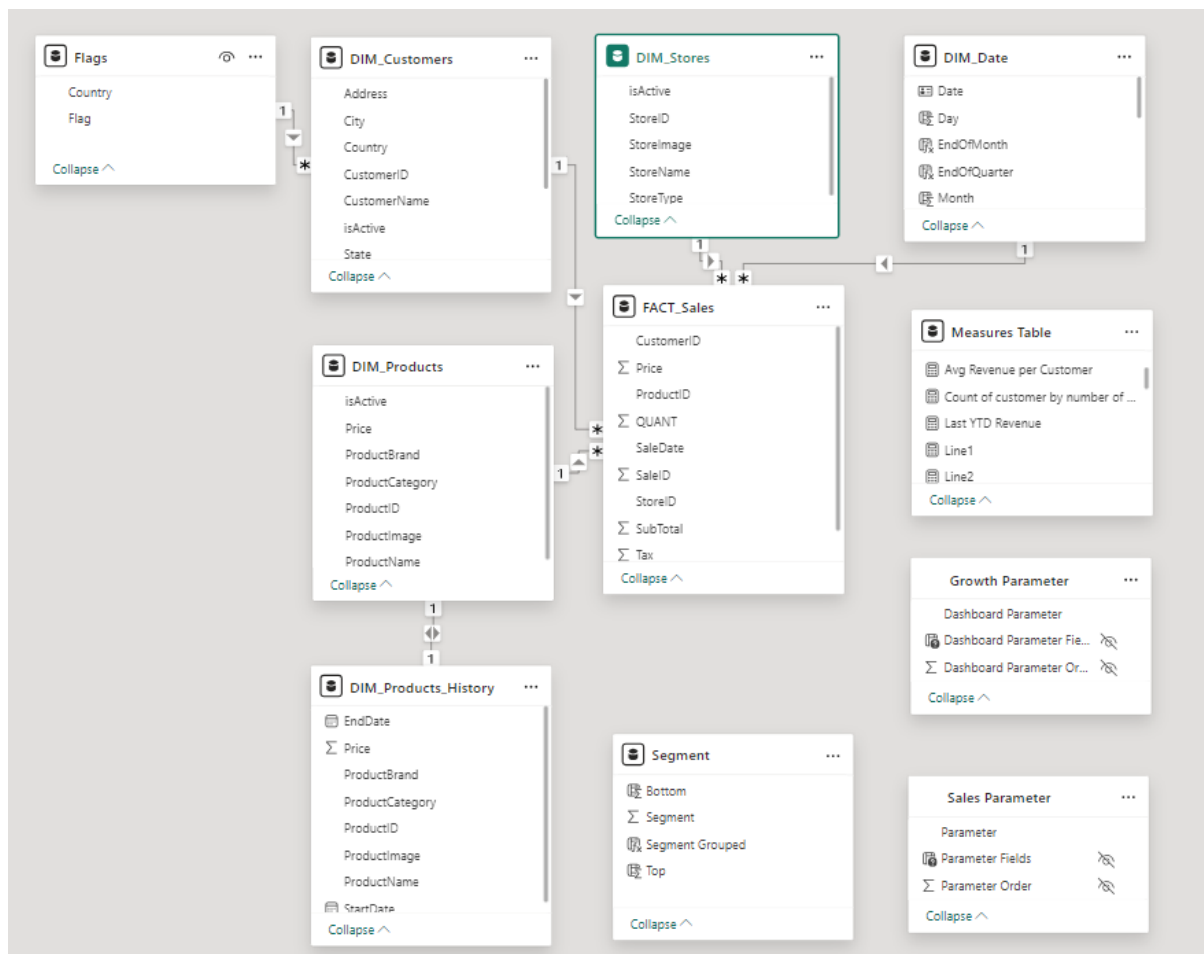 Flags
Country
Flag
Collapse
1
*
DIM_Customers
Address
City
Country
CustomerID
CustomerName
isActive
State
Collapse
1
DIM_Stores
isActive
StoreID
StoreImage
StoreName
StoreType
Collapse
1
*
DIM_Date
Date
Day
EndOfMonth
EndOfQuarter
Month
Collapse
1
*
FACT_Sales
CustomerID
Σ Price
ProductID
Σ QUANT
SaleDate
Σ SaleID
StoreID
Σ SubTotal
Σ Tax
Collapse
*
*
DIM_Products
isActive
Price
ProductBrand
ProductCategory
ProductID
ProductImage
ProductName
Collapse
1
1
1
DIM_Products_History
EndDate
Σ Price
ProductBrand
ProductCategory
ProductID
ProductImage
ProductName
StartDate
Collapse
Measures Table
Avg Revenue per Customer
Count of customer by number of ...
Last YTD Revenue
Line1
Line2
Collapse
Growth Parameter
Dashboard Parameter
Dashboard Parameter Fie...
Σ Dashboard Parameter Or...
Collapse
Segment
Bottom
Σ Segment
Segment Grouped
Top
Collapse
Sales Parameter
Parameter
Parameter Fields
Σ Parameter Order
Collapse